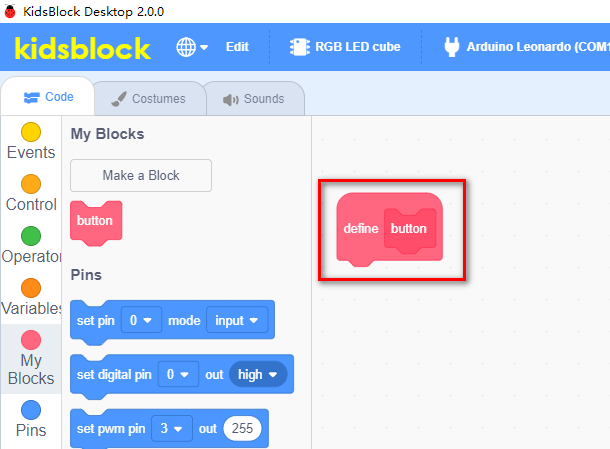 KidsBlock Desktop 2.0.0
kidsblock Edit RGB LED cube Arduino Leonardo (COM1
Code Costumes Sounds
Events
Control
Operator
Variables
My
Blocks
Pins
My Blocks
Make a Block
button
Pins
set pin 0 mode input
set digital pin 0 out high
set pwm pin 3 out 255
define button